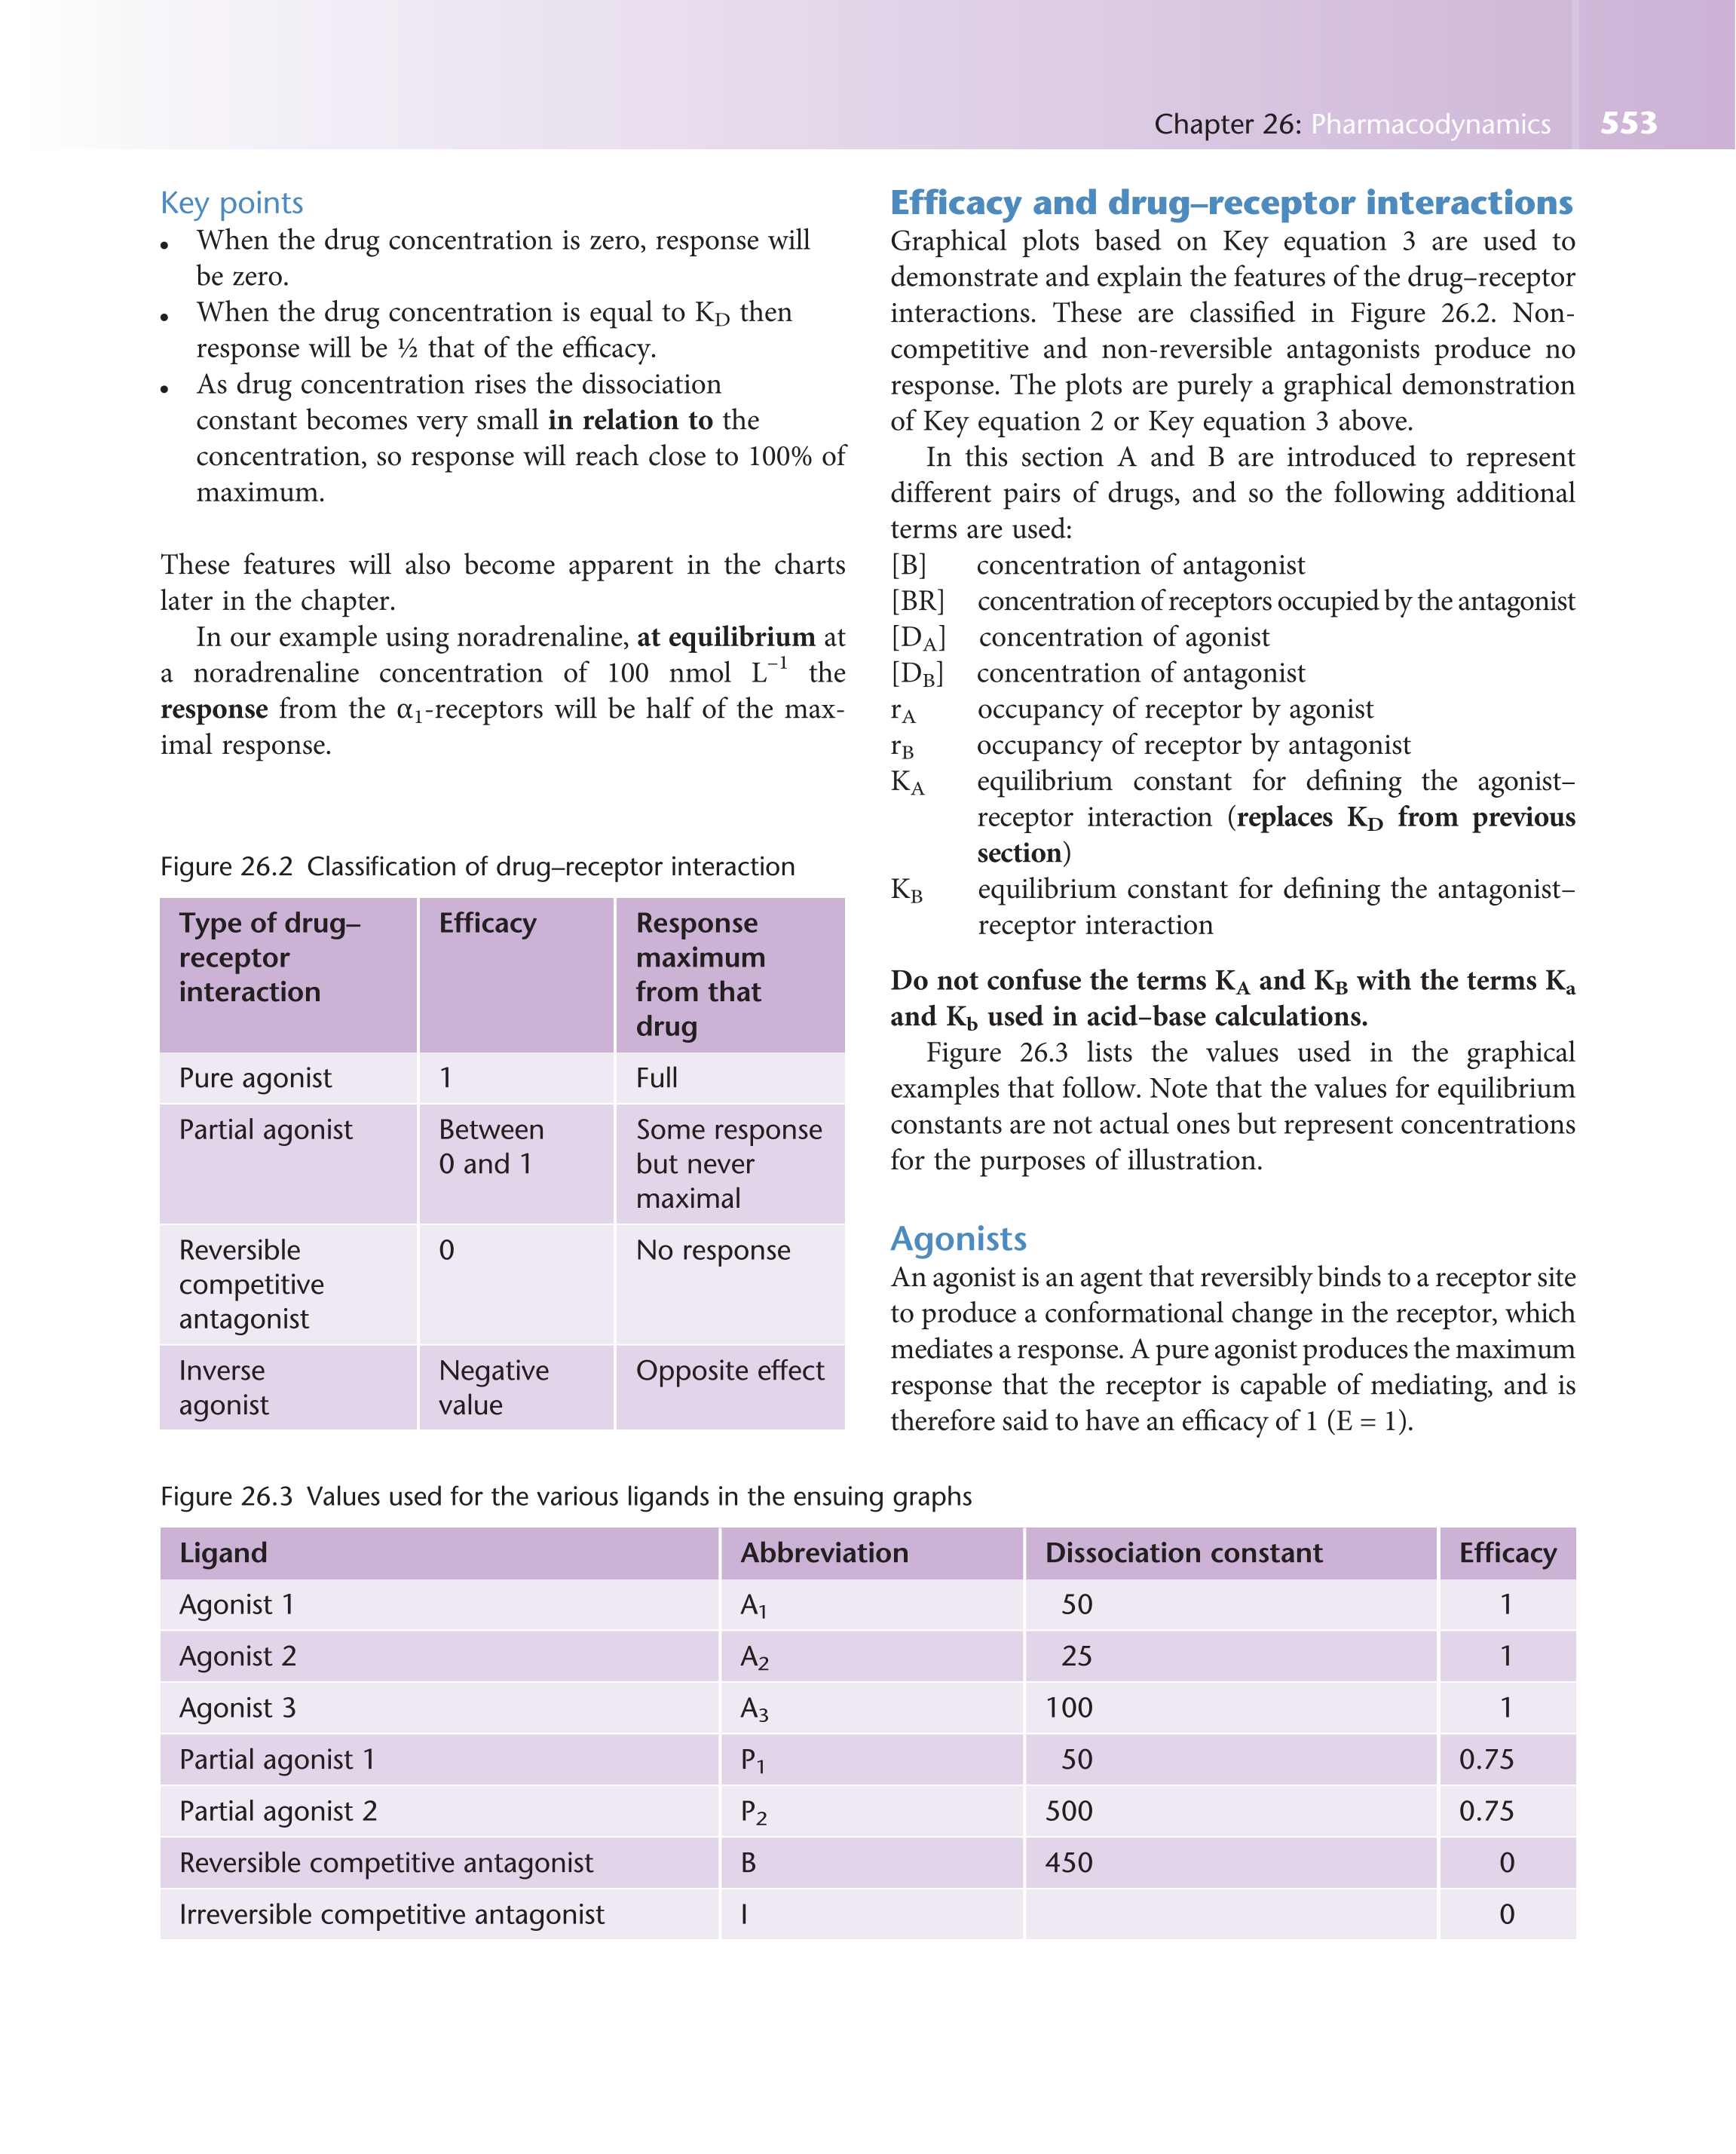 Chapter 26: Pharmacodynamics 553
Key points
• When the drug concentration is zero, response will
be zero.
• When the drug concentration is equal to K_D then
response will be ½ that of the efficacy.
• As drug concentration rises the dissociation
constant becomes very small in relation to the
concentration, so response will reach close to 100% of
maximum.
These features will also become apparent in the charts
later in the chapter.
In our example using noradrenaline, at equilibrium at
a noradrenaline concentration of 100 nmol L⁻¹ the
response from the α₁-receptors will be half of the max-
imal response.
Figure 26.2 Classification of drug–receptor interaction
Type of drug– Efficacy Response
receptor maximum
interaction from that
drug
Pure agonist 1 Full
Partial agonist Between Some response
0 and 1 but never
maximal
Reversible 0 No response
competitive
antagonist
Inverse Negative Opposite effect
agonist value
Efficacy and drug–receptor interactions
Graphical plots based on Key equation 3 are used to
demonstrate and explain the features of the drug–receptor
interactions. These are classified in Figure 26.2. Non-
competitive and non-reversible antagonists produce no
response. The plots are purely a graphical demonstration
of Key equation 2 or Key equation 3 above.
In this section A and B are introduced to represent
different pairs of drugs, and so the following additional
terms are used:
[B] concentration of antagonist
[BR] concentration of receptors occupied by the antagonist
[D_A] concentration of agonist
[D_B] concentration of antagonist
r_A occupancy of receptor by agonist
r_B occupancy of receptor by antagonist
K_A equilibrium constant for defining the agonist–
receptor interaction (replaces K_D from previous
section)
K_B equilibrium constant for defining the antagonist–
receptor interaction
Do not confuse the terms K_A and K_B with the terms K_a
and K_b used in acid–base calculations.
Figure 26.3 lists the values used in the graphical
examples that follow. Note that the values for equilibrium
constants are not actual ones but represent concentrations
for the purposes of illustration.
Agonists
An agonist is an agent that reversibly binds to a receptor site
to produce a conformational change in the receptor, which
mediates a response. A pure agonist produces the maximum
response that the receptor is capable of mediating, and is
therefore said to have an efficacy of 1 (E = 1).
Figure 26.3 Values used for the various ligands in the ensuing graphs
Ligand Abbreviation Dissociation constant Efficacy
Agonist 1 A₁ 50 1
Agonist 2 A₂ 25 1
Agonist 3 A₃ 100 1
Partial agonist 1 P₁ 50 0.75
Partial agonist 2 P₂ 500 0.75
Reversible competitive antagonist B 450 0
Irreversible competitive antagonist I 0